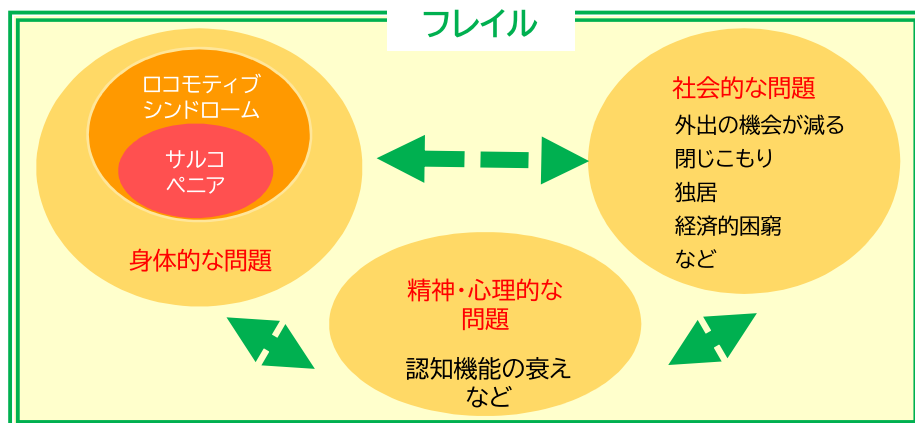 フレイル
ロコモティブ
シンドローム
サルコ
ペニア
身体的な問題
社会的な問題
外出の機会が減る
閉じこもり
独居
経済的困窮
など
精神・心理的な
問題
認知機能の衰え
など